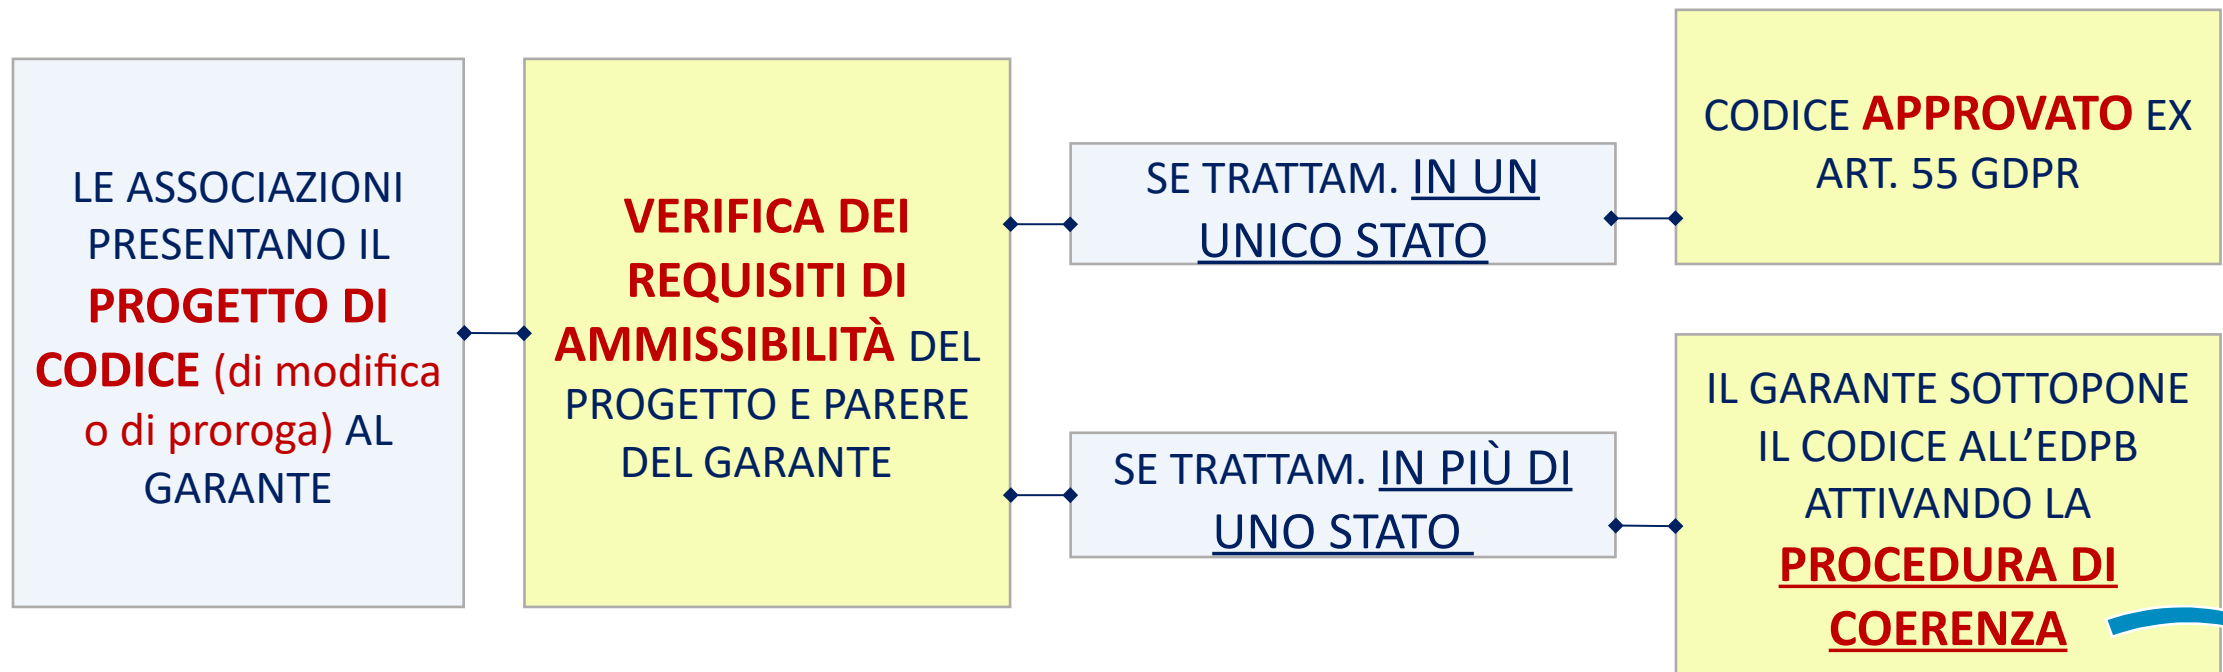 LE ASSOCIAZIONI
PRESENTANO IL
PROGETTO DI
CODICE (di modifica
o di proroga) AL
GARANTE
VERIFICA DEI
REQUISITI DI
AMMISSIBILITÀ DEL
PROGETTO E PARERE
DEL GARANTE
SE TRATTAM. IN UN
UNICO STATO
CODICE APPROVATO EX
ART. 55 GDPR
SE TRATTAM. IN PIÙ DI
UNO STATO
IL GARANTE SOTTOPONE
IL CODICE ALL’EDPB
ATTIVANDO LA
PROCEDURA DI
COERENZA